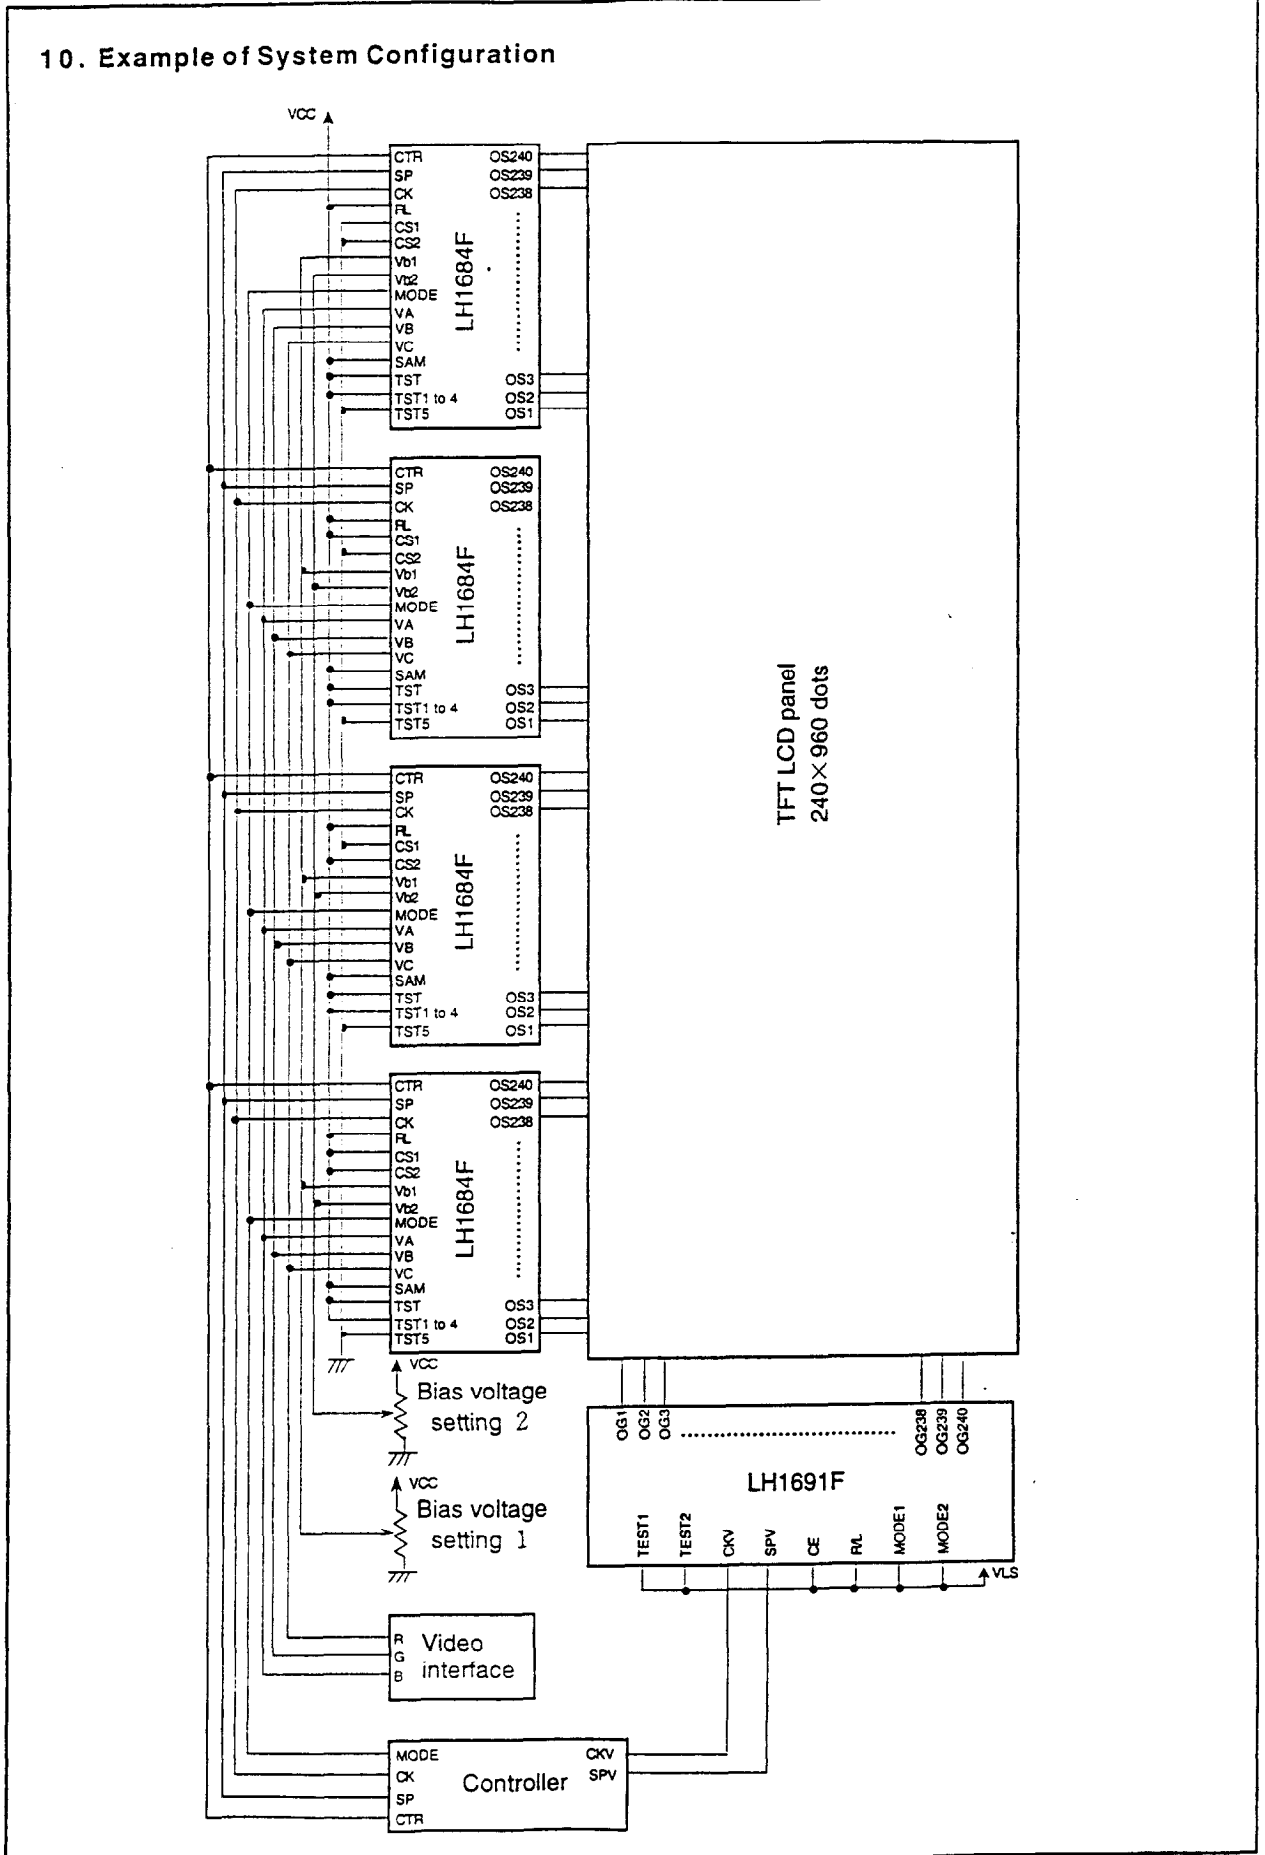 10. Example of System Configuration
VCC
CTR OS240
SP OS239
CK OS238
RL
CS1
CS2
Vb1
Vb2
MODE
VA
VB
VC
SAM
TST OS3
TST1 to 4 OS2
TST5 OS1
LH1684F
CTR OS240
SP OS239
CK OS238
RL
CS1
CS2
Vb1
Vb2
MODE
VA
VB
VC
SAM
TST OS3
TST1 to 4 OS2
TST5 OS1
LH1684F
CTR OS240
SP OS239
CK OS238
RL
CS1
CS2
Vb1
Vb2
MODE
VA
VB
VC
SAM
TST OS3
TST1 to 4 OS2
TST5 OS1
LH1684F
CTR OS240
SP OS239
CK OS238
RL
CS1
CS2
Vb1
Vb2
MODE
VA
VB
VC
SAM
TST OS3
TST1 to 4 OS2
TST5 OS1
LH1684F
TFT LCD panel
240×960 dots
VCC
Bias voltage
setting 2
VCC
Bias voltage
setting 1
OG1
OG2
OG3
OG238
OG239
OG240
LH1691F
TEST1
TEST2
CKV
SPV
CE
R/L
MODE1
MODE2
VLS
R
G
B
Video
interface
MODE
CK
SP
CTR
Controller
CKV
SPV